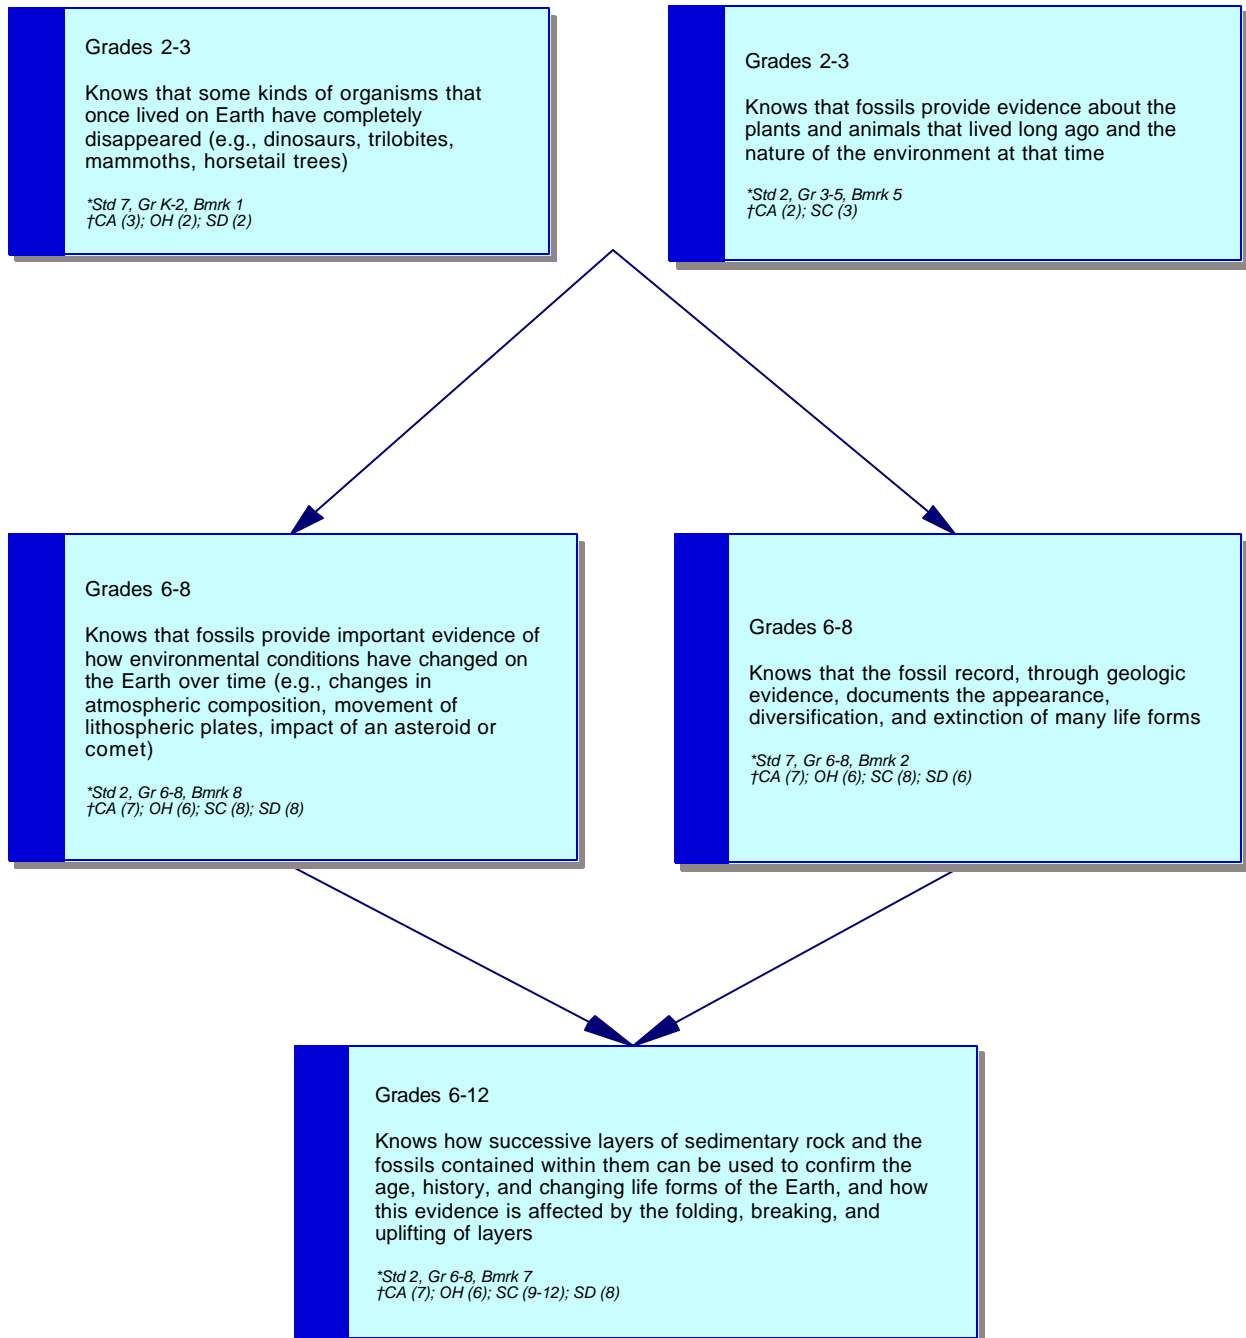 Grades 2-3
Knows that some kinds of organisms that
once lived on Earth have completely
disappeared (e.g., dinosaurs, trilobites,
mammoths, horsetail trees)
*Std 7, Gr K-2, Bmrk 1
†CA (3); OH (2); SD (2)
Grades 2-3
Knows that fossils provide evidence about the
plants and animals that lived long ago and the
nature of the environment at that time
*Std 2, Gr 3-5, Bmrk 5
†CA (2); SC (3)
Grades 6-8
Knows that fossils provide important evidence of
how environmental conditions have changed on
the Earth over time (e.g., changes in
atmospheric composition, movement of
lithospheric plates, impact of an asteroid or
comet)
*Std 2, Gr 6-8, Bmrk 8
†CA (7); OH (6); SC (8); SD (8)
Grades 6-8
Knows that the fossil record, through geologic
evidence, documents the appearance,
diversification, and extinction of many life forms
*Std 7, Gr 6-8, Bmrk 2
†CA (7); OH (6); SC (8); SD (6)
Grades 6-12
Knows how successive layers of sedimentary rock and the
fossils contained within them can be used to confirm the
age, history, and changing life forms of the Earth, and how
this evidence is affected by the folding, breaking, and
uplifting of layers
*Std 2, Gr 6-8, Bmrk 7
†CA (7); OH (6); SC (9-12); SD (8)